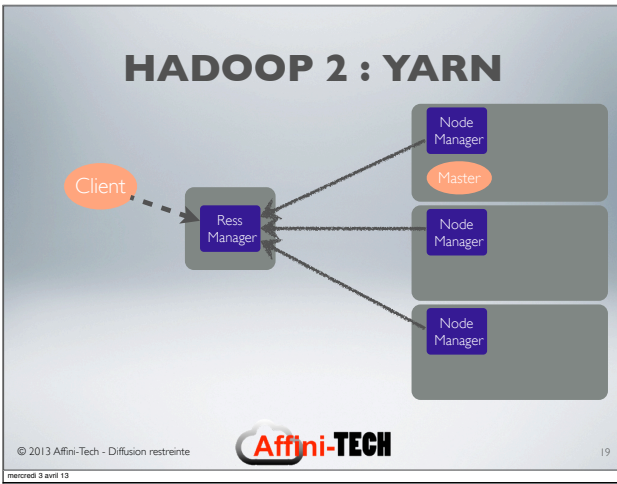 HADOOP 2 : YARN
Node
Manager
Client
Master
Ress
Manager
Node
Manager
Node
Manager
© 2013 Affini-Tech - Diffusion restreinte
Affini-TECH
19
mercredi 3 avril 13